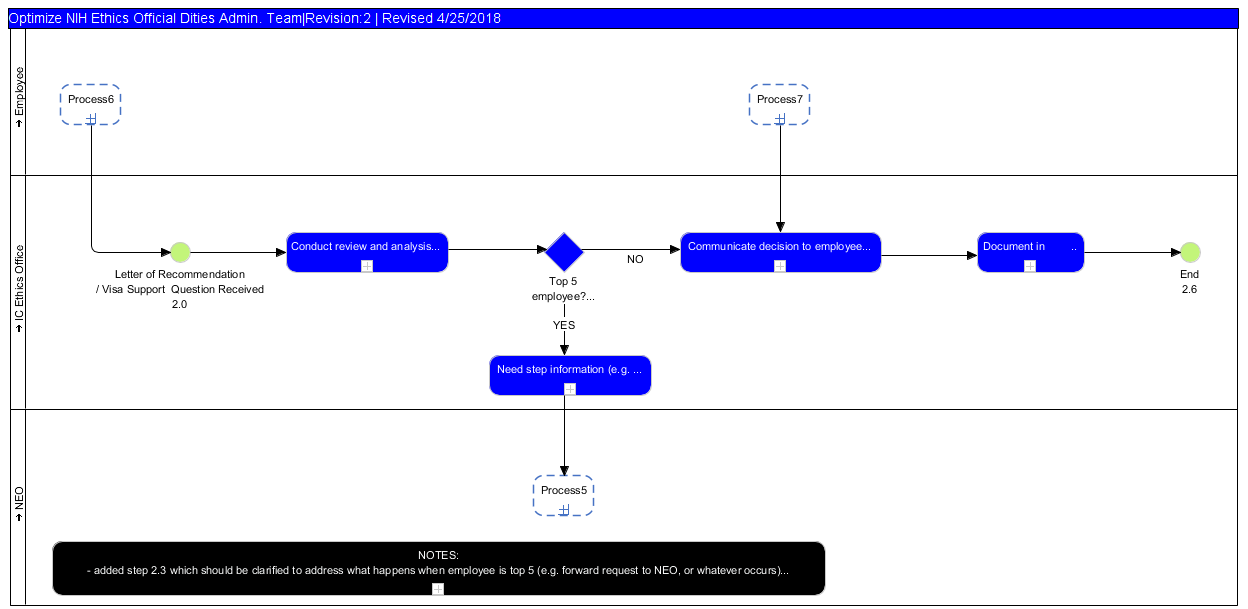 Optimize NIH Ethics Official Dities Admin. Team|Revision:2 | Revised 4/25/2018
Employee
Process6
Process7
IC Ethics Office
Letter of Recommendation
/ Visa Support Question Received
2.0
Conduct review and analysis...
Top 5
employee?...
NO
YES
Communicate decision to employee...
Document in ..
End
2.6
Need step information (e.g. ...
NEO
Process5
NOTES:
- added step 2.3 which should be clarified to address what happens when employee is top 5 (e.g. forward request to NEO, or whatever occurs)...